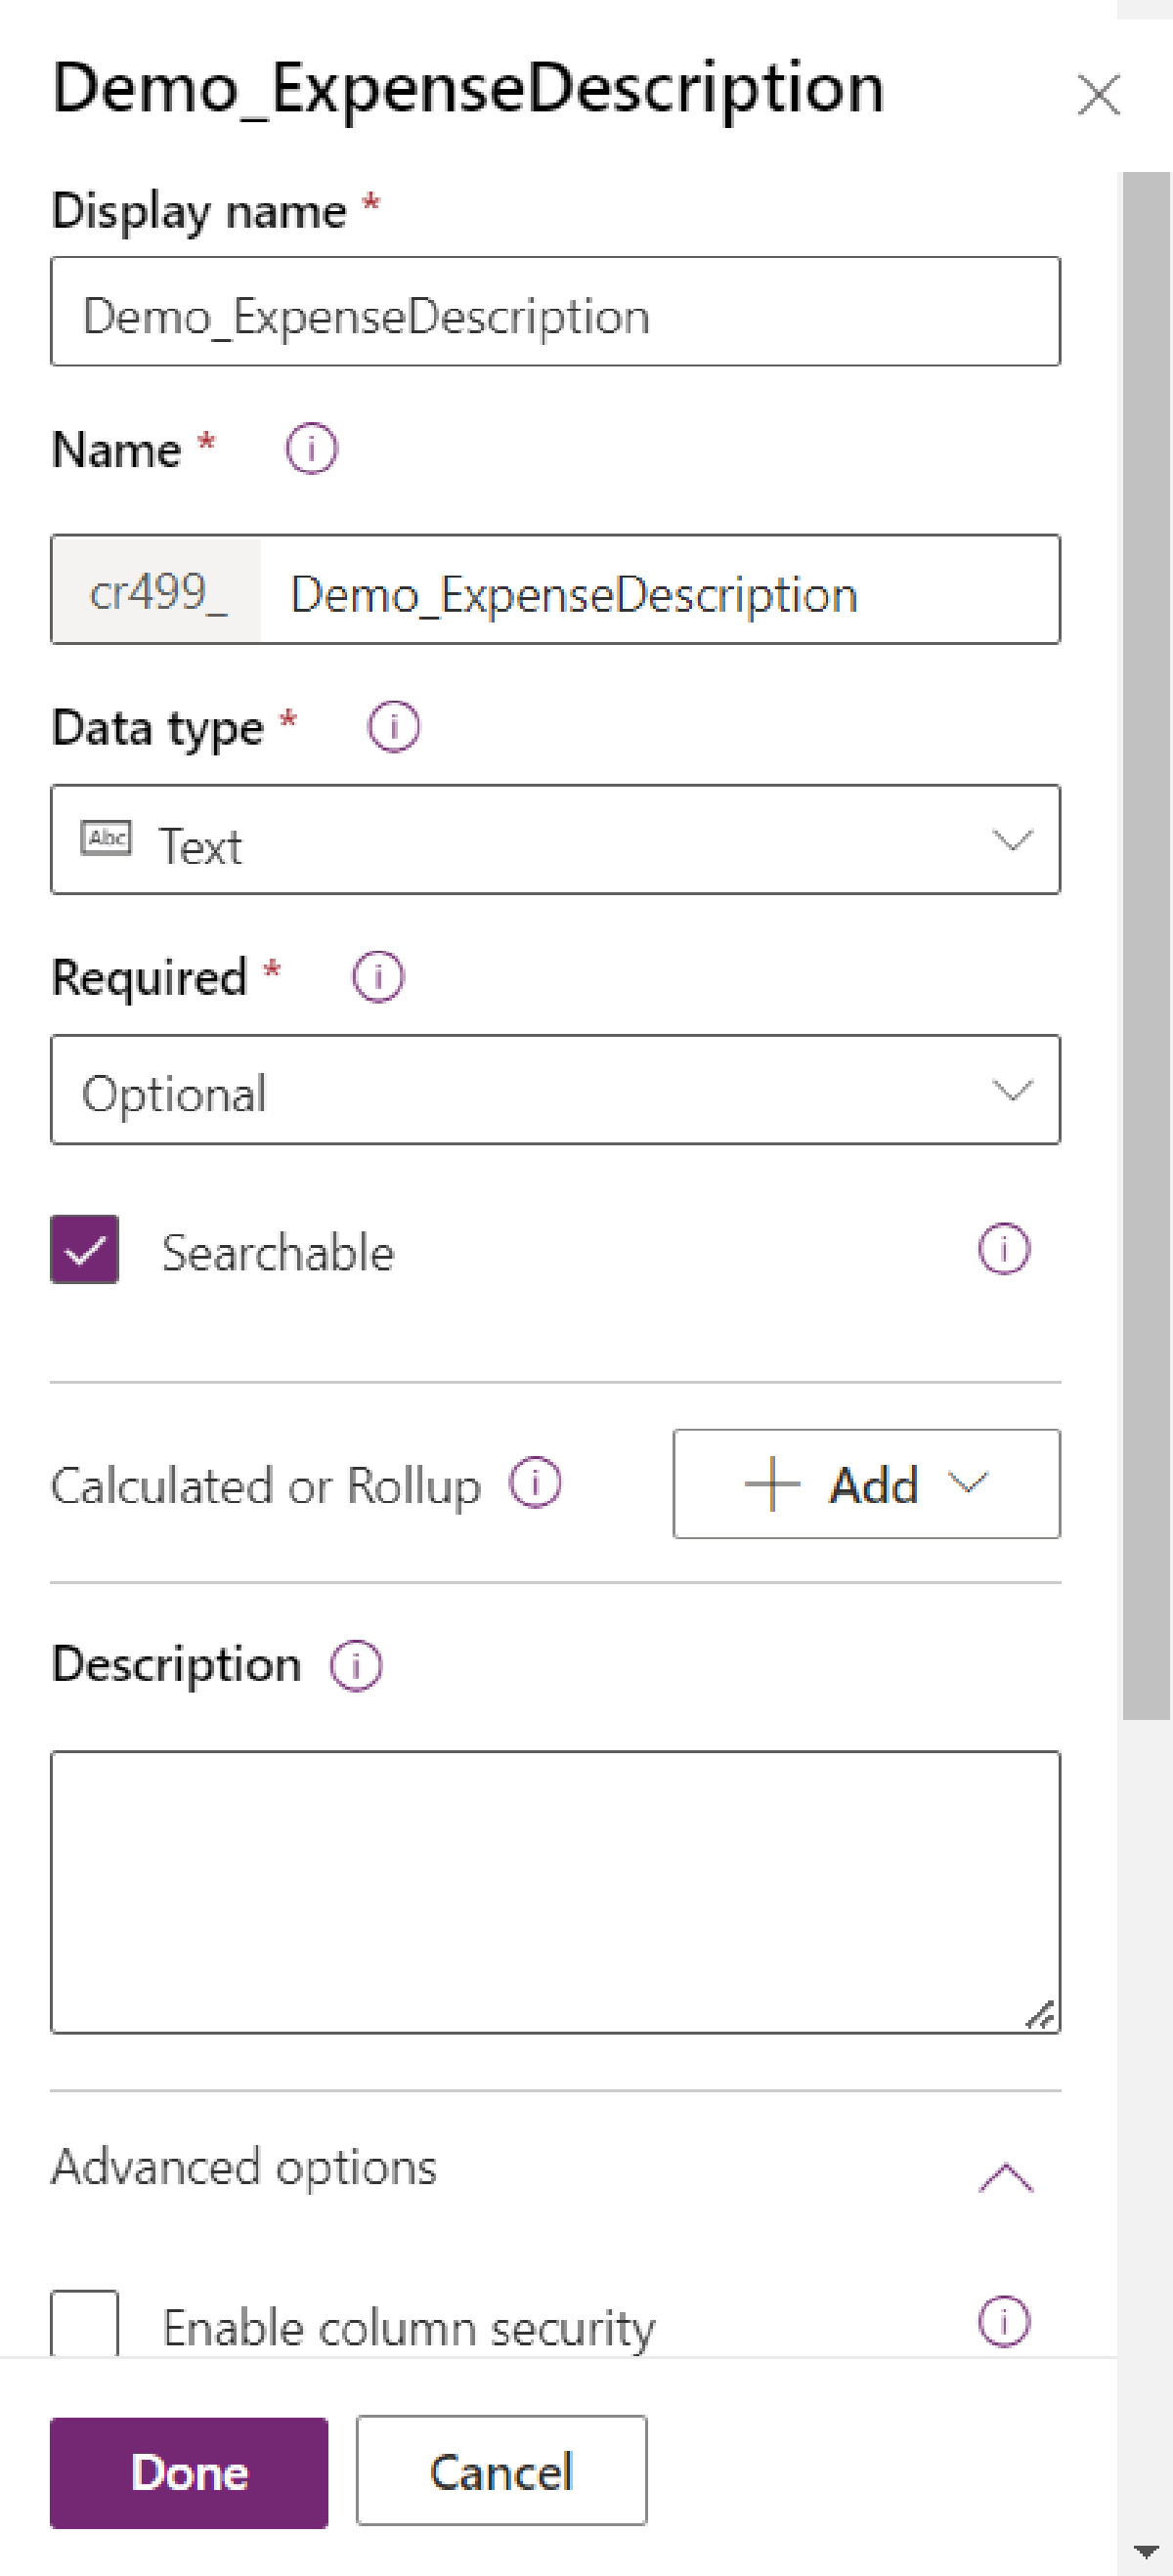 Demo_ExpenseDescription
Display name *
Demo_ExpenseDescription
Name *
cr499_ Demo_ExpenseDescription
Data type *
Abc Text
Required *
Optional
Searchable
Calculated or Rollup + Add
Description
Advanced options
Enable column security
Done Cancel